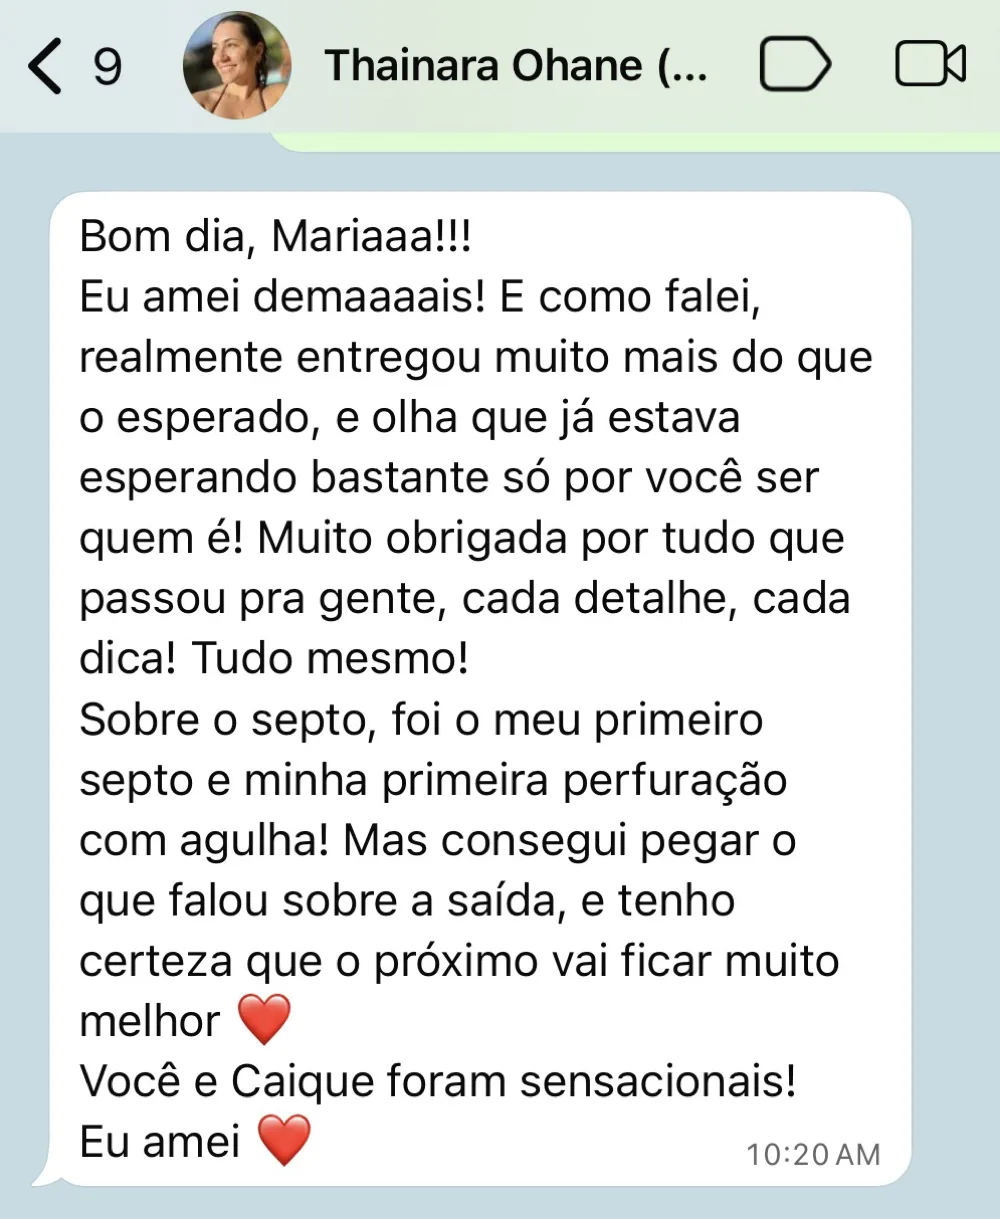 9
Thainara Ohane (...
Bom dia, Mariaaa!!!
Eu amei demaaaais! E como falei,
realmente entregou muito mais do que
o esperado, e olha que já estava
esperando bastante só por você ser
quem é! Muito obrigada por tudo que
passou pra gente, cada detalhe, cada
dica! Tudo mesmo!
Sobre o septo, foi o meu primeiro
septo e minha primeira perfuração
com agulha! Mas consegui pegar o
que falou sobre a saída, e tenho
certeza que o próximo vai ficar muito
melhor ❤️
Você e Caique foram sensacionais!
Eu amei ❤️
10:20 AM